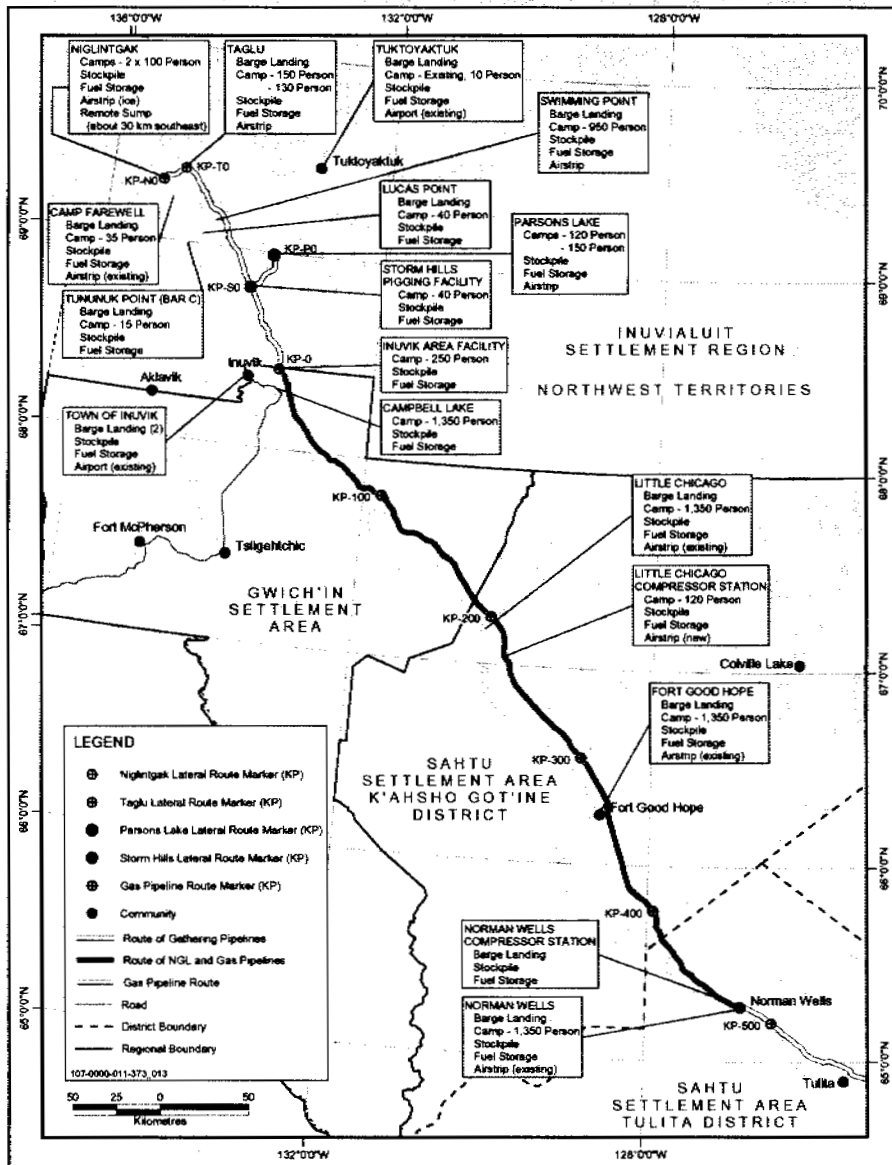 136°0'0"W
132°0'0"W
128°0'0"W
NIGLINTGAK
Camps - 2 x 100 Person
Stockpile
Fuel Storage
Airstrip (ice)
Remote Sump
(about 30 km southeast)
TAGLU
Barge Landing
Camp - 150 Person
- 130 Person
Stockpile
Fuel Storage
Airstrip
TUKTOYAKTUK
Barge Landing
Camp - Existing, 10 Person
Stockpile
Fuel Storage
Airport (existing)
SWIMMING POINT
Barge Landing
Camp - 950 Person
Stockpile
Fuel Storage
Airstrip
70°0'0"N
Tuktoyaktuk
KP-N0
KP-T0
LUCAS POINT
Barge Landing
Camp - 40 Person
Stockpile
Fuel Storage
PARSONS LAKE
Camps - 120 Person
- 150 Person
Stockpile
Fuel Storage
Airstrip
69°0'0"N
CAMP FAREWELL
Barge Landing
Camp - 35 Person
Stockpile
Fuel Storage
Airstrip (existing)
KP-P0
STORM HILLS
PIGGING FACILITY
Camp - 40 Person
Stockpile
Fuel Storage
KP-S0
69°0'0"N
TUNUNUK POINT (BAR C)
Barge Landing
Camp - 15 Person
Stockpile
Fuel Storage
INUVIK AREA FACILITY
Camp - 250 Person
Stockpile
Fuel Storage
INUVIALUIT
SETTLEMENT REGION
NORTHWEST TERRITORIES
Inuvik
KP-0
Aklavik
CAMPBELL LAKE
Camp - 1,350 Person
Stockpile
Fuel Storage
68°0'0"N
TOWN OF INUVIK
Barge Landing (2)
Stockpile
Fuel Storage
Airport (existing)
68°0'0"N
KP-100
LITTLE CHICAGO
Barge Landing
Camp - 1,350 Person
Stockpile
Fuel Storage
Airstrip (existing)
Fort McPherson
Tsiigehtchic
GWICH'IN
SETTLEMENT
AREA
LITTLE CHICAGO
COMPRESSOR STATION
Camp - 120 Person
Stockpile
Fuel Storage
Airstrip (new)
67°0'0"N
KP-200
Colville Lake
67°0'0"N
FORT GOOD HOPE
Barge Landing
Camp - 1,350 Person
Stockpile
Fuel Storage
Airstrip (existing)
KP-300
SAHTU
SETTLEMENT AREA
K'AHSHO GOT'INE
DISTRICT
Fort Good Hope
66°0'0"N
66°0'0"N
KP-400
LEGEND
Niglintgak Lateral Route Marker (KP)
Taglu Lateral Route Marker (KP)
Parsons Lake Lateral Route Marker (KP)
Storm Hills Lateral Route Marker (KP)
Gas Pipeline Route Marker (KP)
Community
Route of Gathering Pipelines
Route of NGL and Gas Pipelines
Gas Pipeline Route
Road
District Boundary
Regional Boundary
107-0000-011-373_013
NORMAN WELLS
COMPRESSOR STATION
Barge Landing
Stockpile
Fuel Storage
NORMAN WELLS
Barge Landing
Camp - 1,350 Person
Stockpile
Fuel Storage
Airstrip (existing)
Norman Wells
KP-500
65°0'0"N
65°0'0"N
Tulita
SAHTU
SETTLEMENT AREA
TULITA DISTRICT
50 25 0 50
Kilometres
132°0'0"W
128°0'0"W